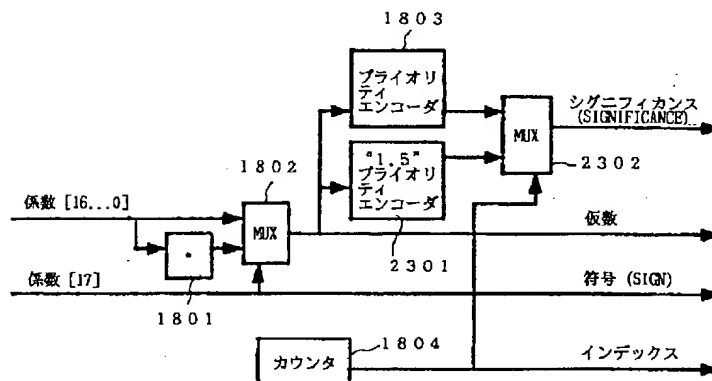 1803
プライオリ
ティ
エンコーダ
シグニフィカンス
(SIGNIFICANCE)
MUX
2302
"1.5"
プライオリ
ティ
エンコーダ
1802
係数 [16...0]
MUX
仮数
2301
係数 [17]
符号 (SIGN)
1801
1804
カウンタ
インデックス